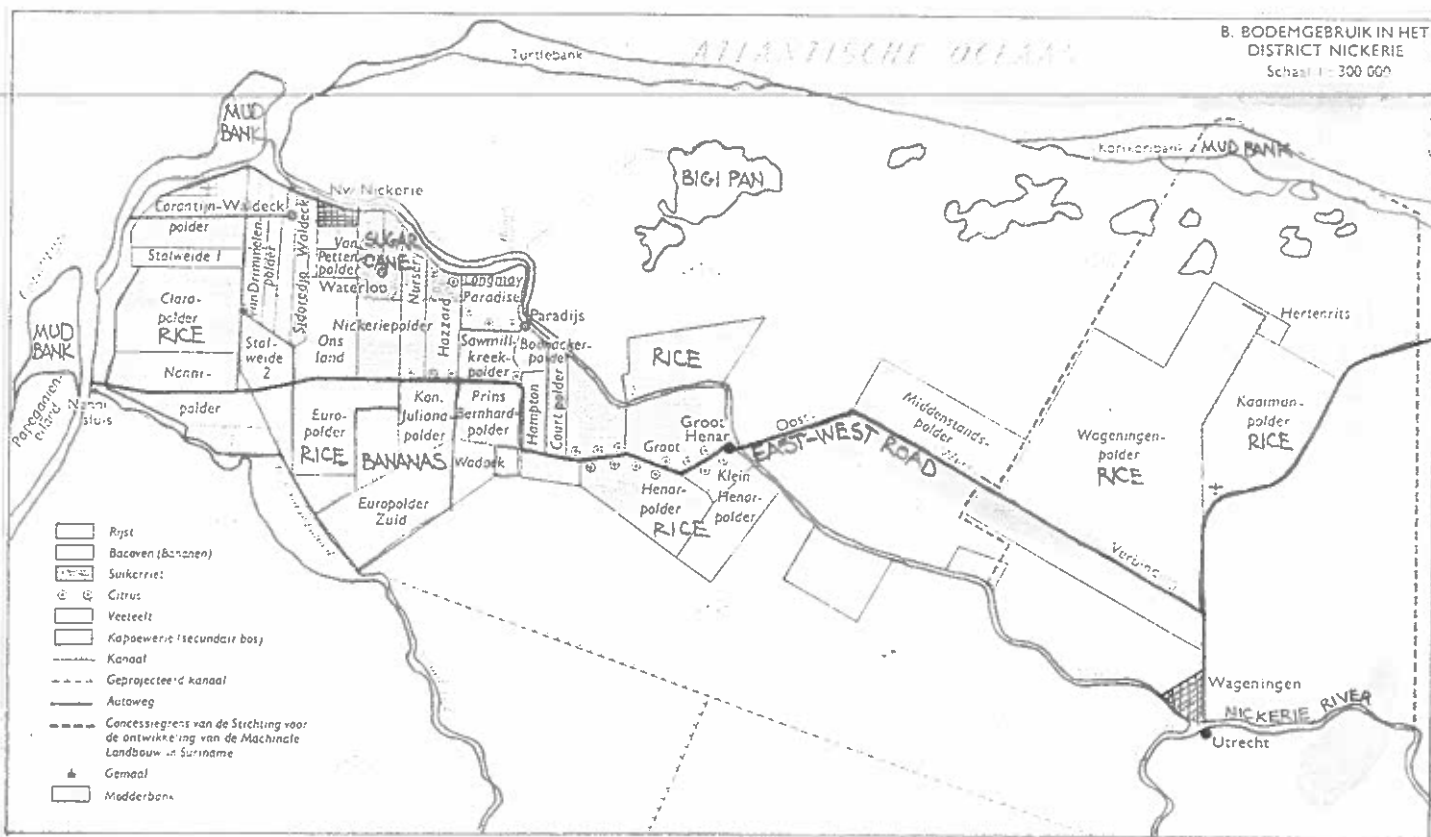 B. BODEMGEBRUIK IN HET
DISTRICT NICKERIE
Schaal 1 : 300 000
ATLANTISCHE OCEAAN
Turtlebank
MUD
BANK
MUD BANK
BIGI PAN
Nw. Nickerie
Corantijn-Waldeck
polder
Stalweide 1
van Drimmelen
polder
Sidoredjo
Waldeck
Van
Petten
polder
SUGAR
CANE
Waterloo
Nursery
Hazzard
Longmay
Paradise
Paradijs
Clara-
polder
RICE
MUD
BANK
Nickeriepolder
Stal-
weide
2
Ons
land
Sawmill-
kreek-
polder
polder
RICE
Hertenrits
Nanni-
polder
sluis
Euro-
polder
RICE
Kon.
Juliana-
polder
BANANAS
Prins
Bernhard-
polder
Hampton
Court polder
Groot
Henar
Groot
Henar-
polder
RICE
Klein
Henar-
polder
Oost-
EAST-WEST ROAD
Middenstands-
polder
Verbinding
Wageningen-
polder
RICE
polder
RICE
Europolder
Zuid
Wageningen
NICKERIE RIVER
Utrecht
Rijst
Bacoven (Bananen)
Suikerriet
Citrus
Veeteelt
Kapoewerie (secundair bos)
Kanaal
Geprojecteerd kanaal
Autoweg
Concessiegrens van de Stichting voor
de ontwikkeling van de Machinale
Landbouw in Suriname
Gemaal
Modderbank